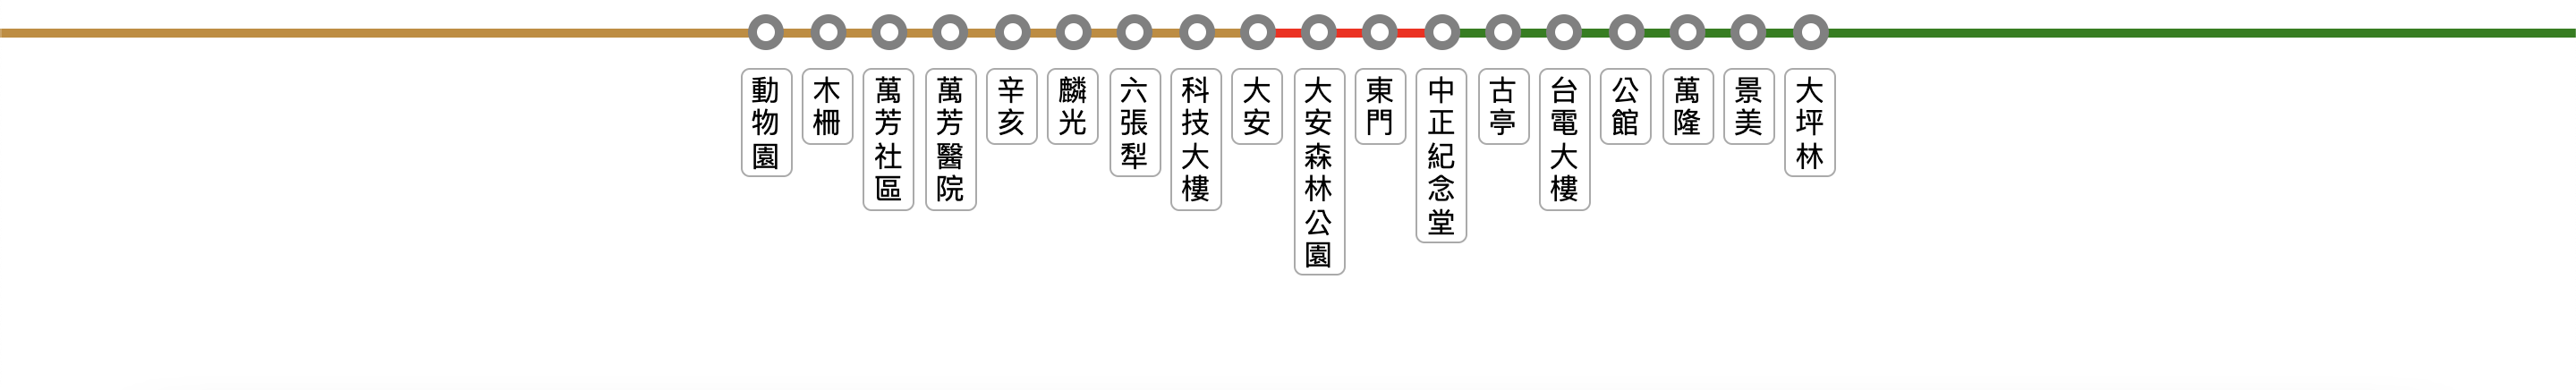 動物園
木柵
萬芳社區
萬芳醫院
辛亥
麟光
六張犁
科技大樓
大安
大安森林公園
東門
中正紀念堂
古亭
台電大樓
公館
萬隆
景美
大坪林